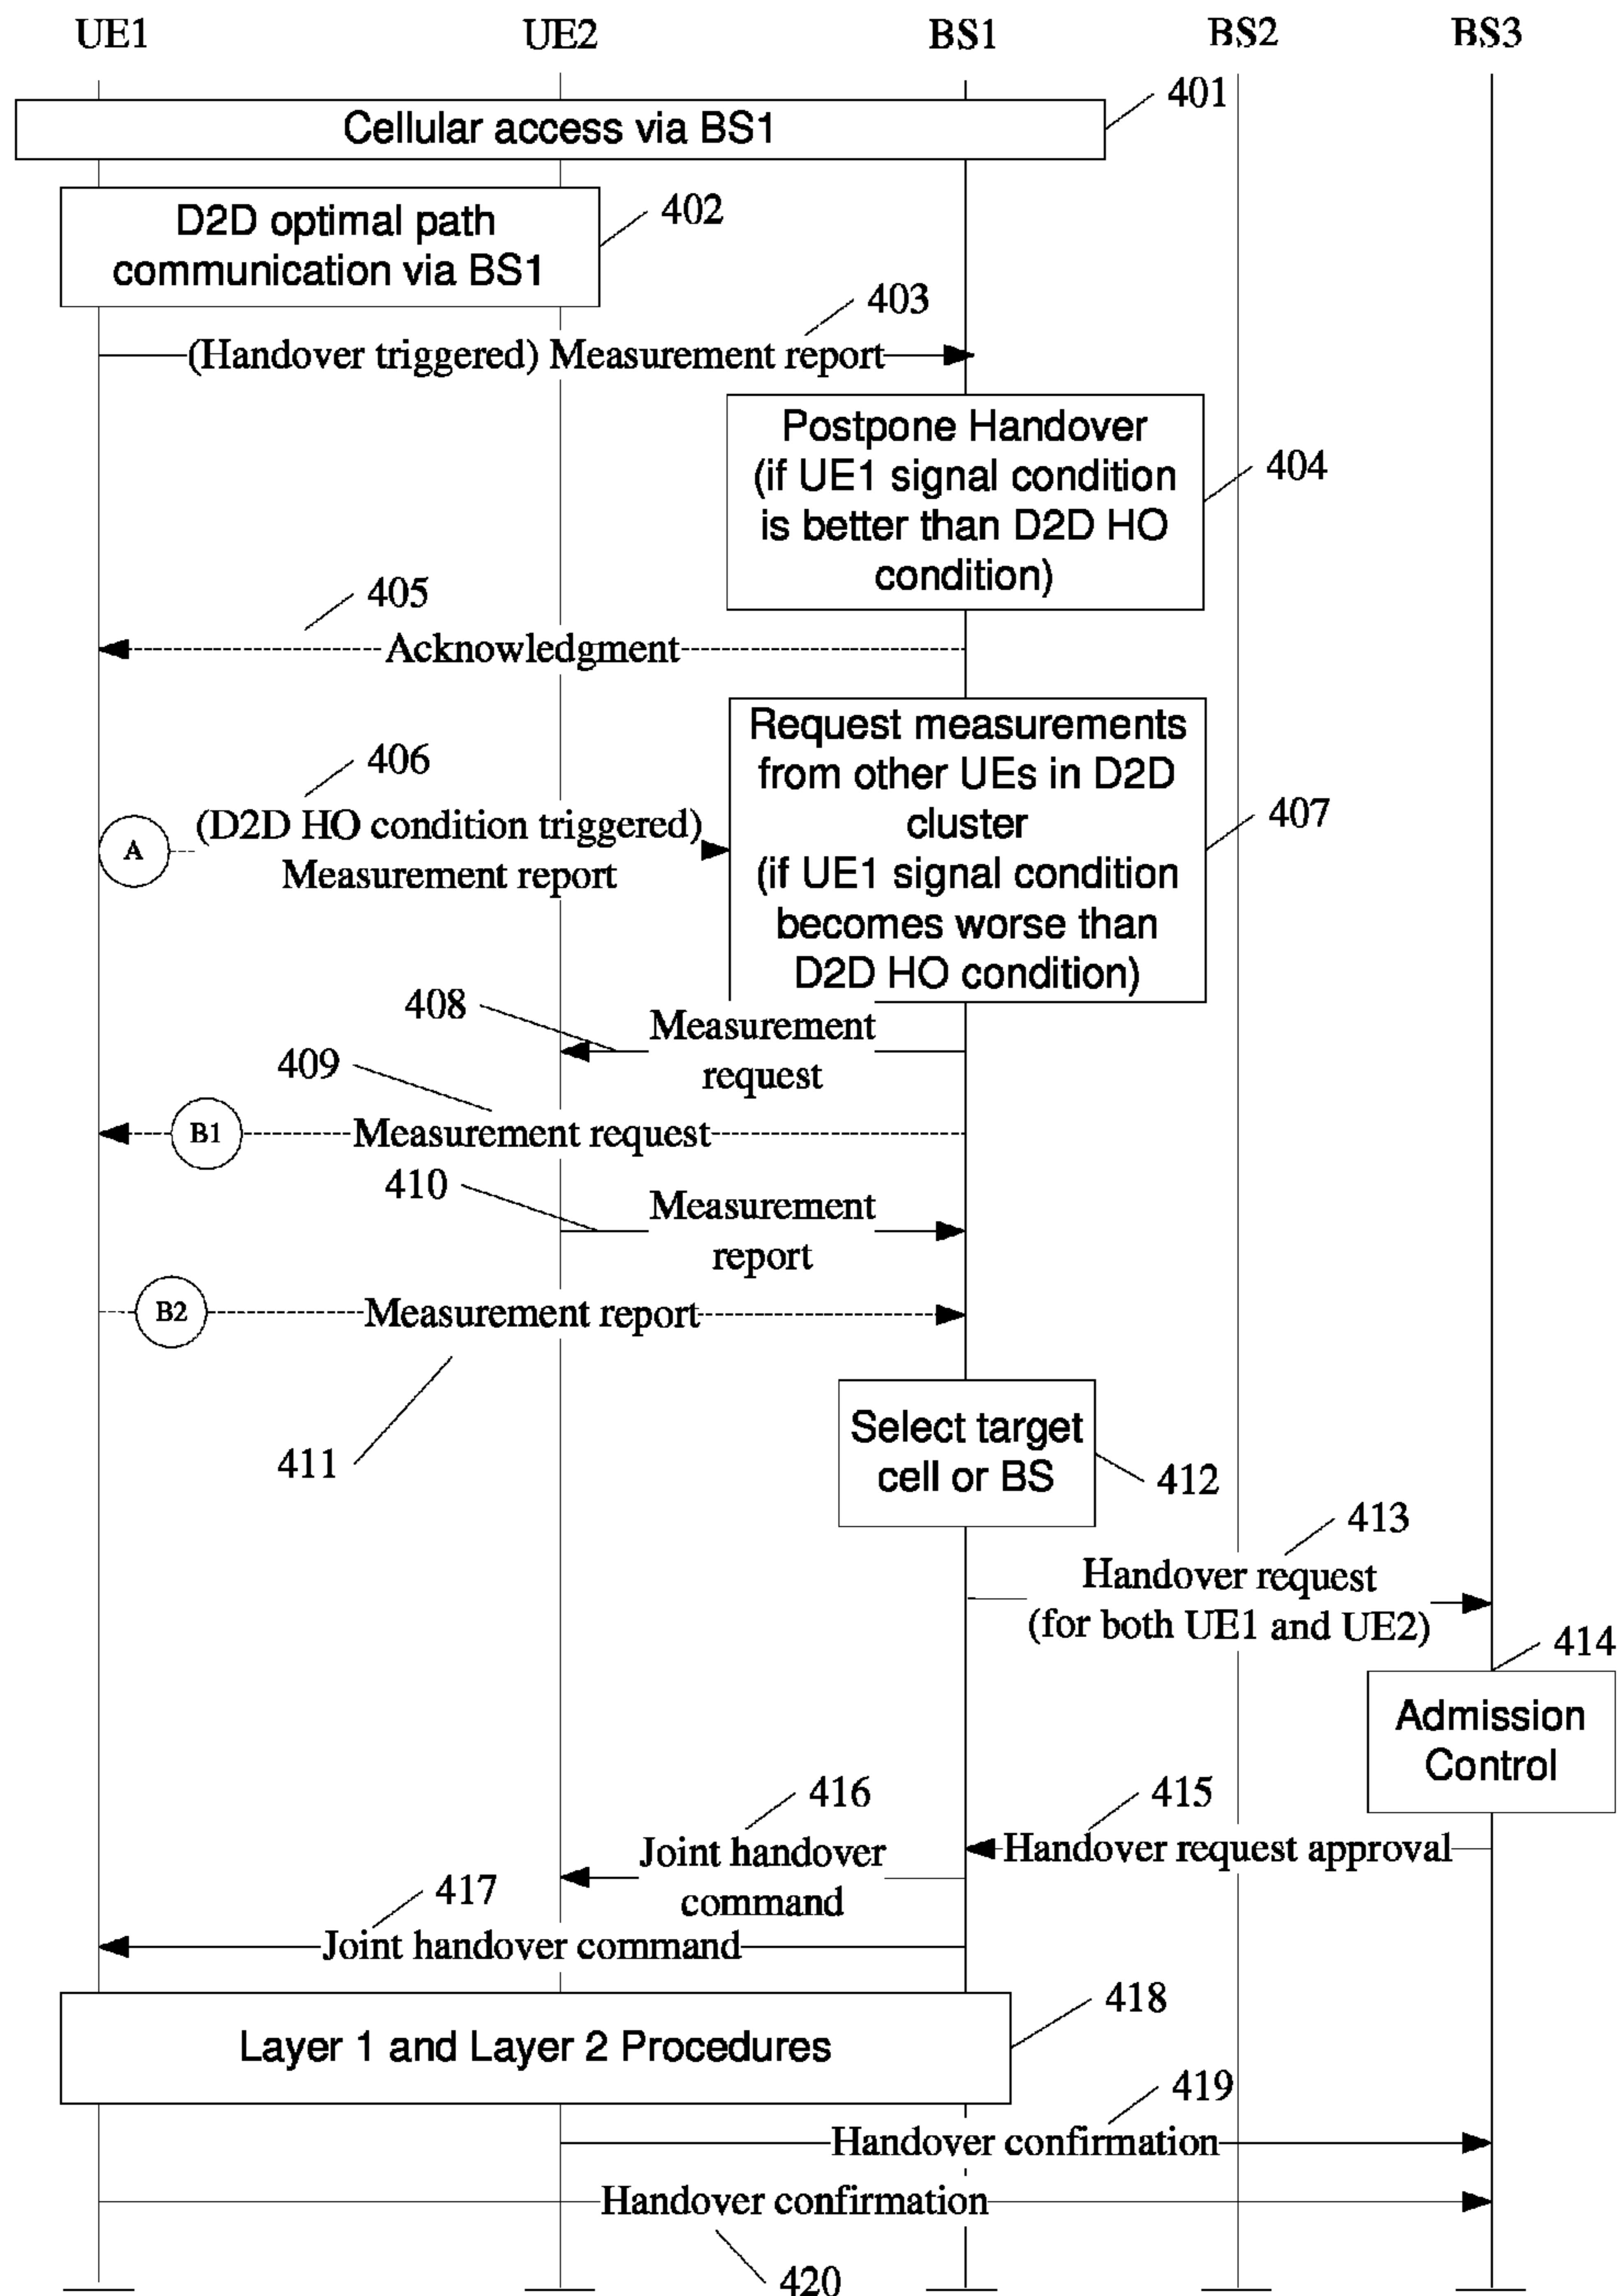 UE1 UE2 BS1 BS2 BS3
401
Cellular access via BS1
402
D2D optimal path
communication via BS1
403
(Handover triggered) Measurement report
Postpone Handover
(if UE1 signal condition
is better than D2D HO
condition)
404
405
Acknowledgment
406
A
(D2D HO condition triggered)
Measurement report
Request measurements
from other UEs in D2D
cluster
(if UE1 signal condition
becomes worse than
D2D HO condition)
407
408
Measurement
request
409
B1
Measurement request
410
Measurement
report
B2
Measurement report
411
Select target
cell or BS
412
413
Handover request
(for both UE1 and UE2)
414
Admission
Control
415
Handover request approval
416
Joint handover
command
417
Joint handover command
418
Layer 1 and Layer 2 Procedures
419
Handover confirmation
Handover confirmation
420